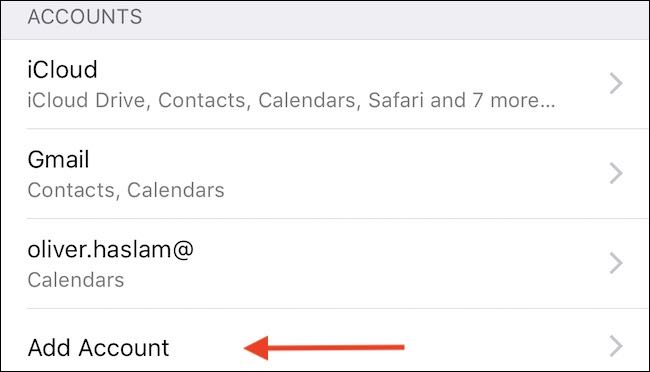 ACCOUNTS
iCloud
iCloud Drive, Contacts, Calendars, Safari and 7 more...
Gmail
Contacts, Calendars
oliver.haslam@
Calendars
Add Account